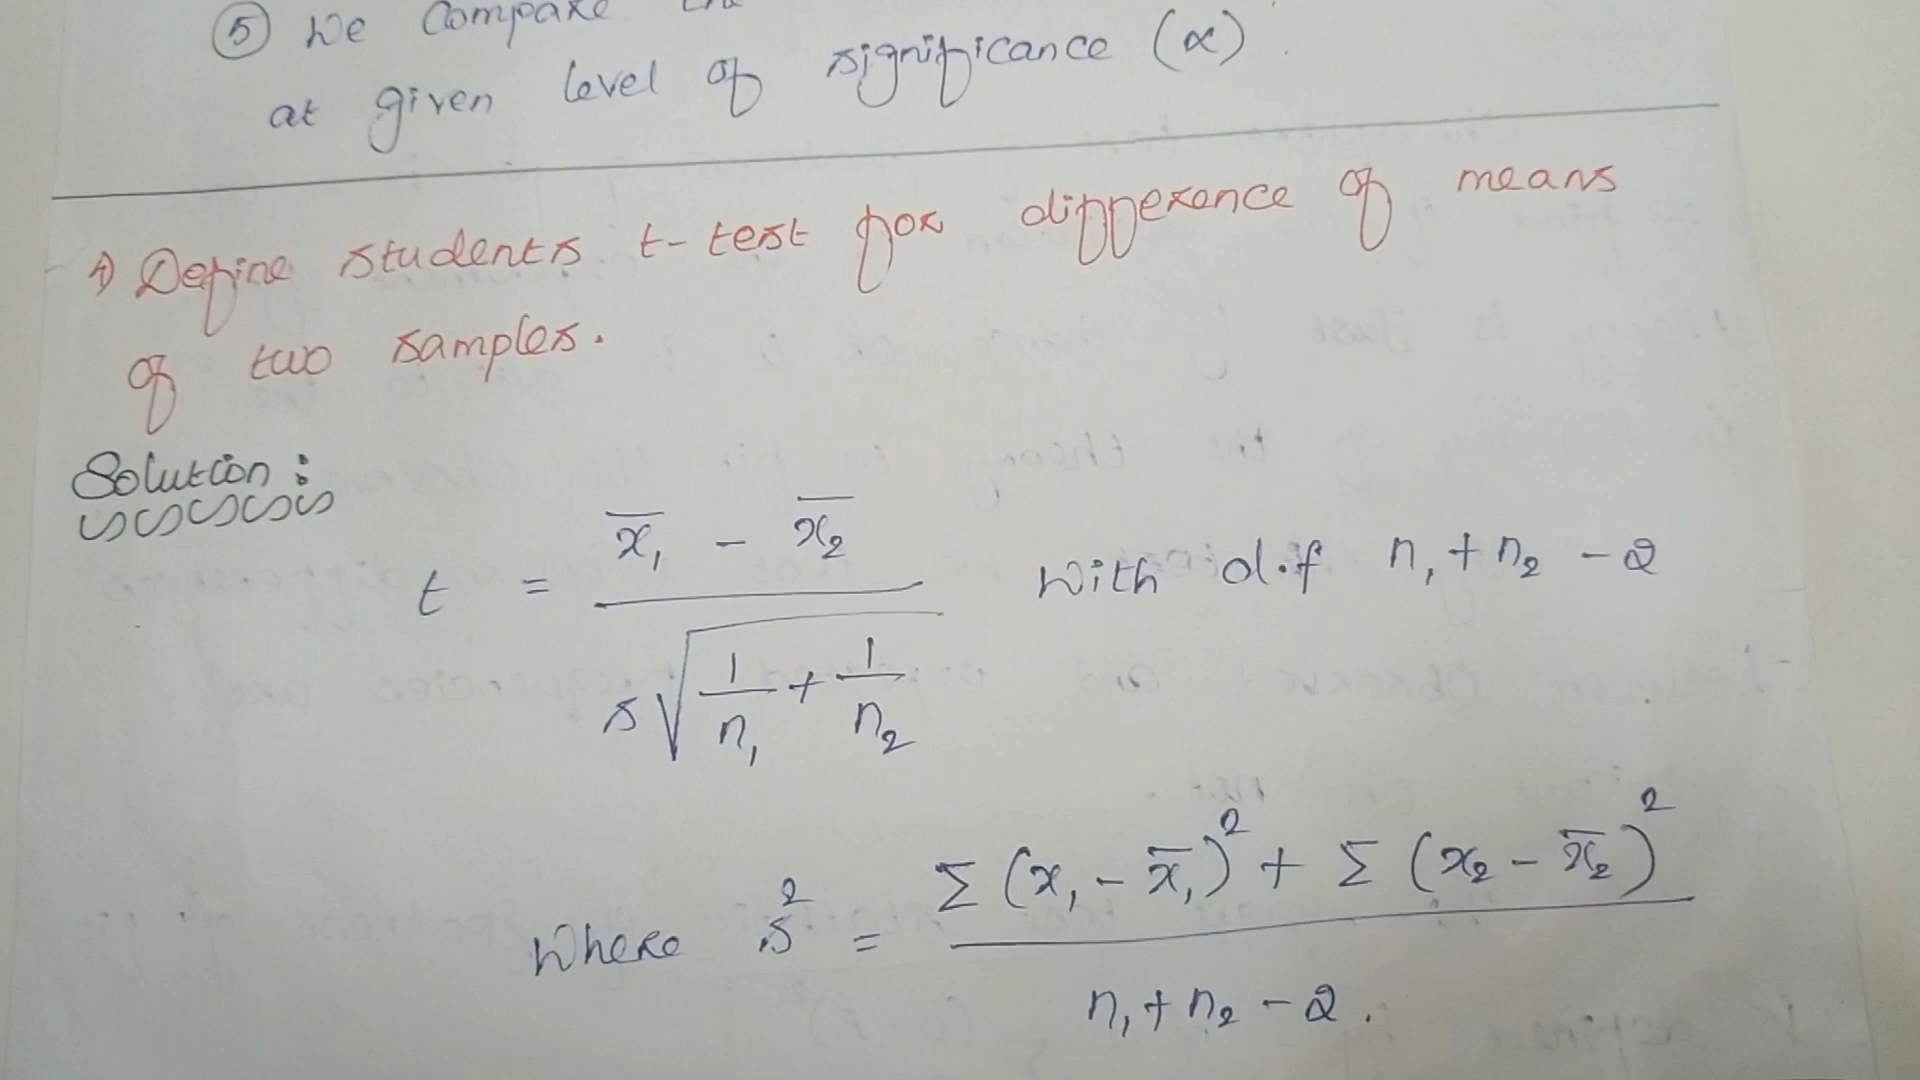 ⑤ We Compare
at given level of significance (α).
4) Define students t-test for difference of means
of two samples.
Solution:
t = (x̄₁ - x̄₂) / (s√(1/n₁ + 1/n₂)) with d.f n₁ + n₂ - 2
Where s² = (Σ(x₁ - x̄₁)² + Σ(x₂ - x̄₂)²) / (n₁ + n₂ - 2).